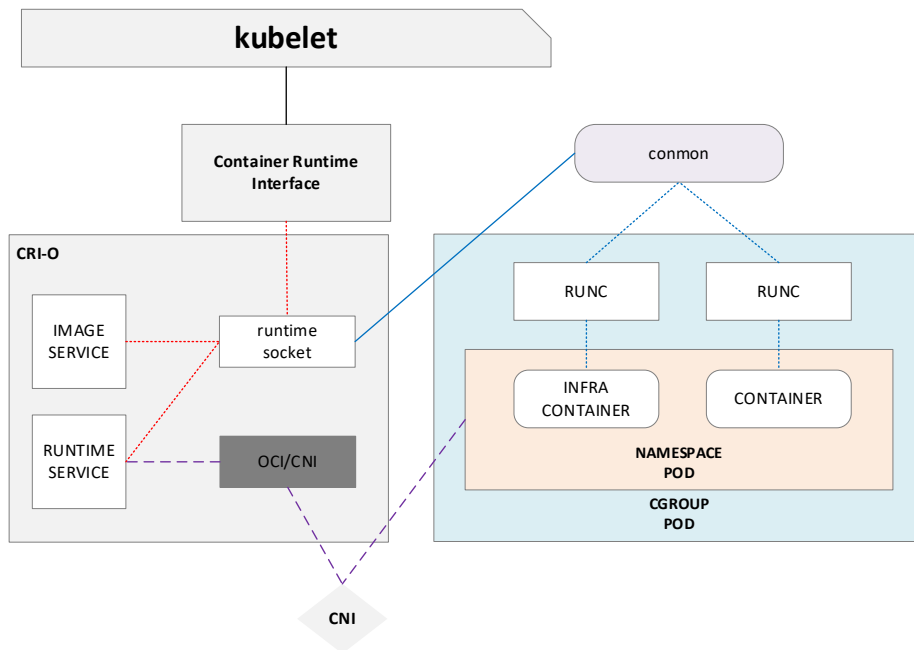 kubelet
Container Runtime
Interface
conmon
CRI-O
IMAGE
SERVICE
runtime
socket
RUNTIME
SERVICE
OCI/CNI
CNI
RUNC
RUNC
INFRA
CONTAINER
CONTAINER
NAMESPACE
POD
CGROUP
POD